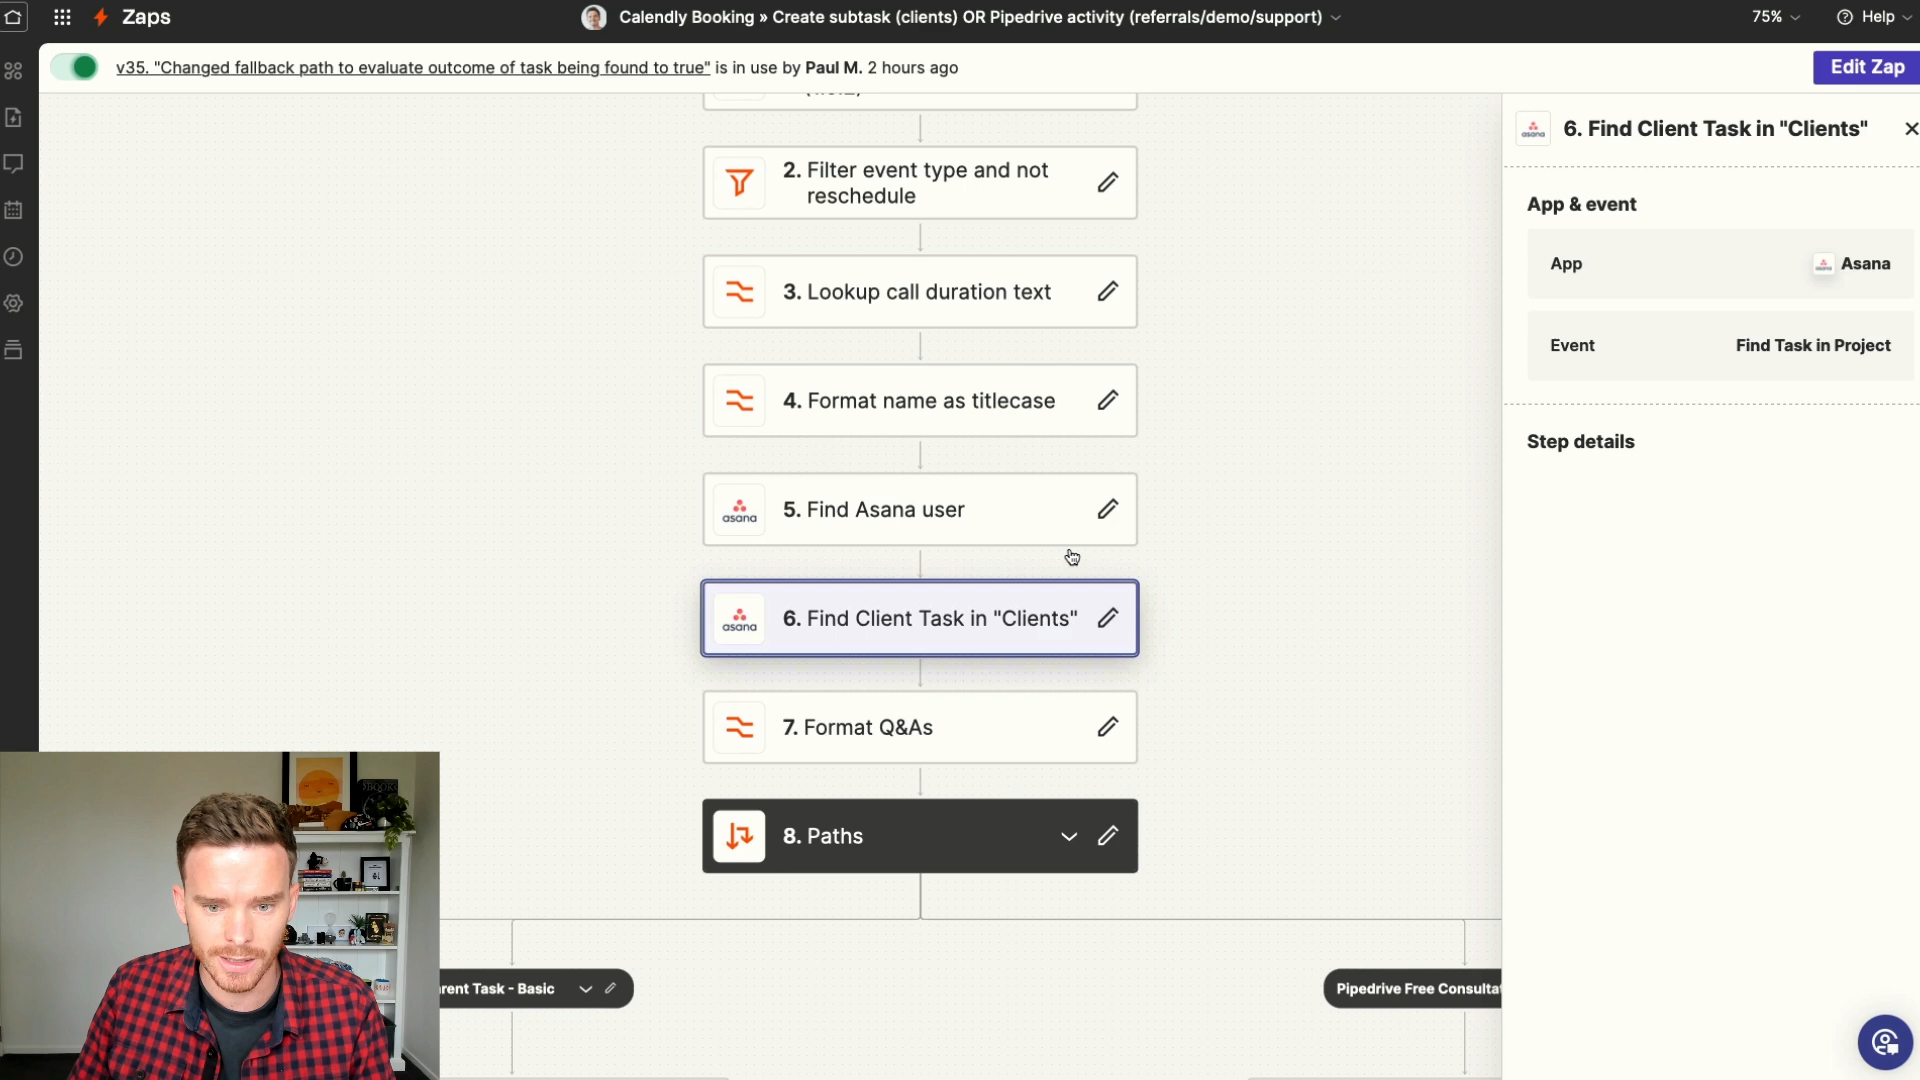 Zaps
Calendly Booking » Create subtask (clients) OR Pipedrive activity (referrals/demo/support)
75%
Help
v35. "Changed fallback path to evaluate outcome of task being found to true" is in use by Paul M. 2 hours ago
Edit Zap
2. Filter event type and not
reschedule
3. Lookup call duration text
4. Format name as titlecase
asana
5. Find Asana user
asana
6. Find Client Task in "Clients"
7. Format Q&As
8. Paths
rent Task - Basic
Pipedrive Free Consulta
asana
6. Find Client Task in "Clients"
App & event
App
Asana
Event
Find Task in Project
Step details